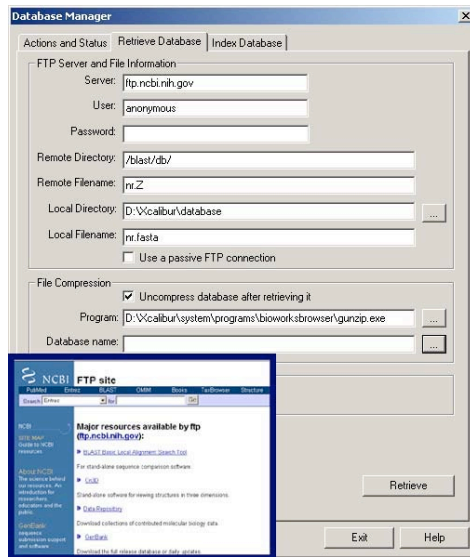 Database Manager
Actions and Status
Retrieve Database
Index Database
FTP Server and File Information
Server: ftp.ncbi.nih.gov
User: anonymous
Password:
Remote Directory: /blast/db/
Remote Filename: nr.Z
Local Directory: D:\Xcalibur\database
...
Local Filename: nr.fasta
Use a passive FTP connection
File Compression
Uncompress database after retrieving it
Program: D:\Xcalibur\system\programs\bioworksbrowser\gunzip.exe
...
Database name:
...
NCBI FTP site
PubMed Entrez BLAST OMIM Books TaxBrowser Structure
Search Entrez for Go
NCBI
SITE MAP
Guide to NCBI
resources
About NCBI
The science behind
our resources. An
introduction for
researchers,
educators and the
public.
GenBank
sequence
submission support
and software
Major resources available by ftp
(ftp.ncbi.nih.gov):
BLAST Basic Local Alignment Search Tool
For stand-alone sequence comparison software.
Cn3D
Stand-alone software for viewing structures in three dimensions.
Data Repository
Download collections of contributed molecular biology data.
GenBank
Download the full release database or daily updates
Retrieve
Exit
Help